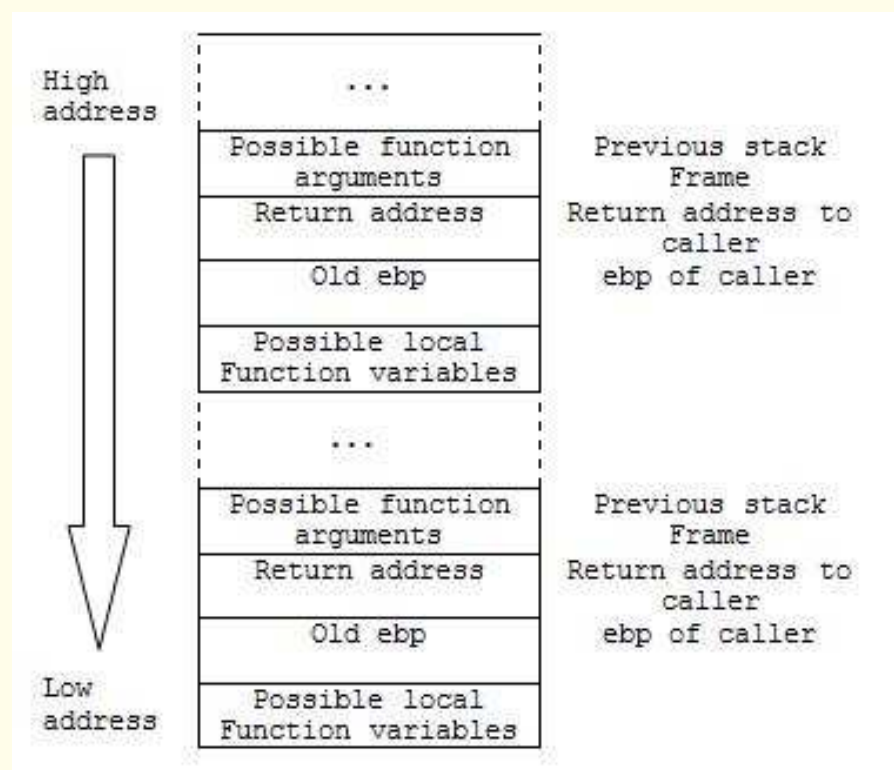 High
address
...
Possible function
arguments
Previous stack
Frame
Return address
Return address to
caller
Old ebp
ebp of caller
Possible local
Function variables
...
Possible function
arguments
Previous stack
Frame
Return address
Return address to
caller
Old ebp
ebp of caller
Low
address
Possible local
Function variables